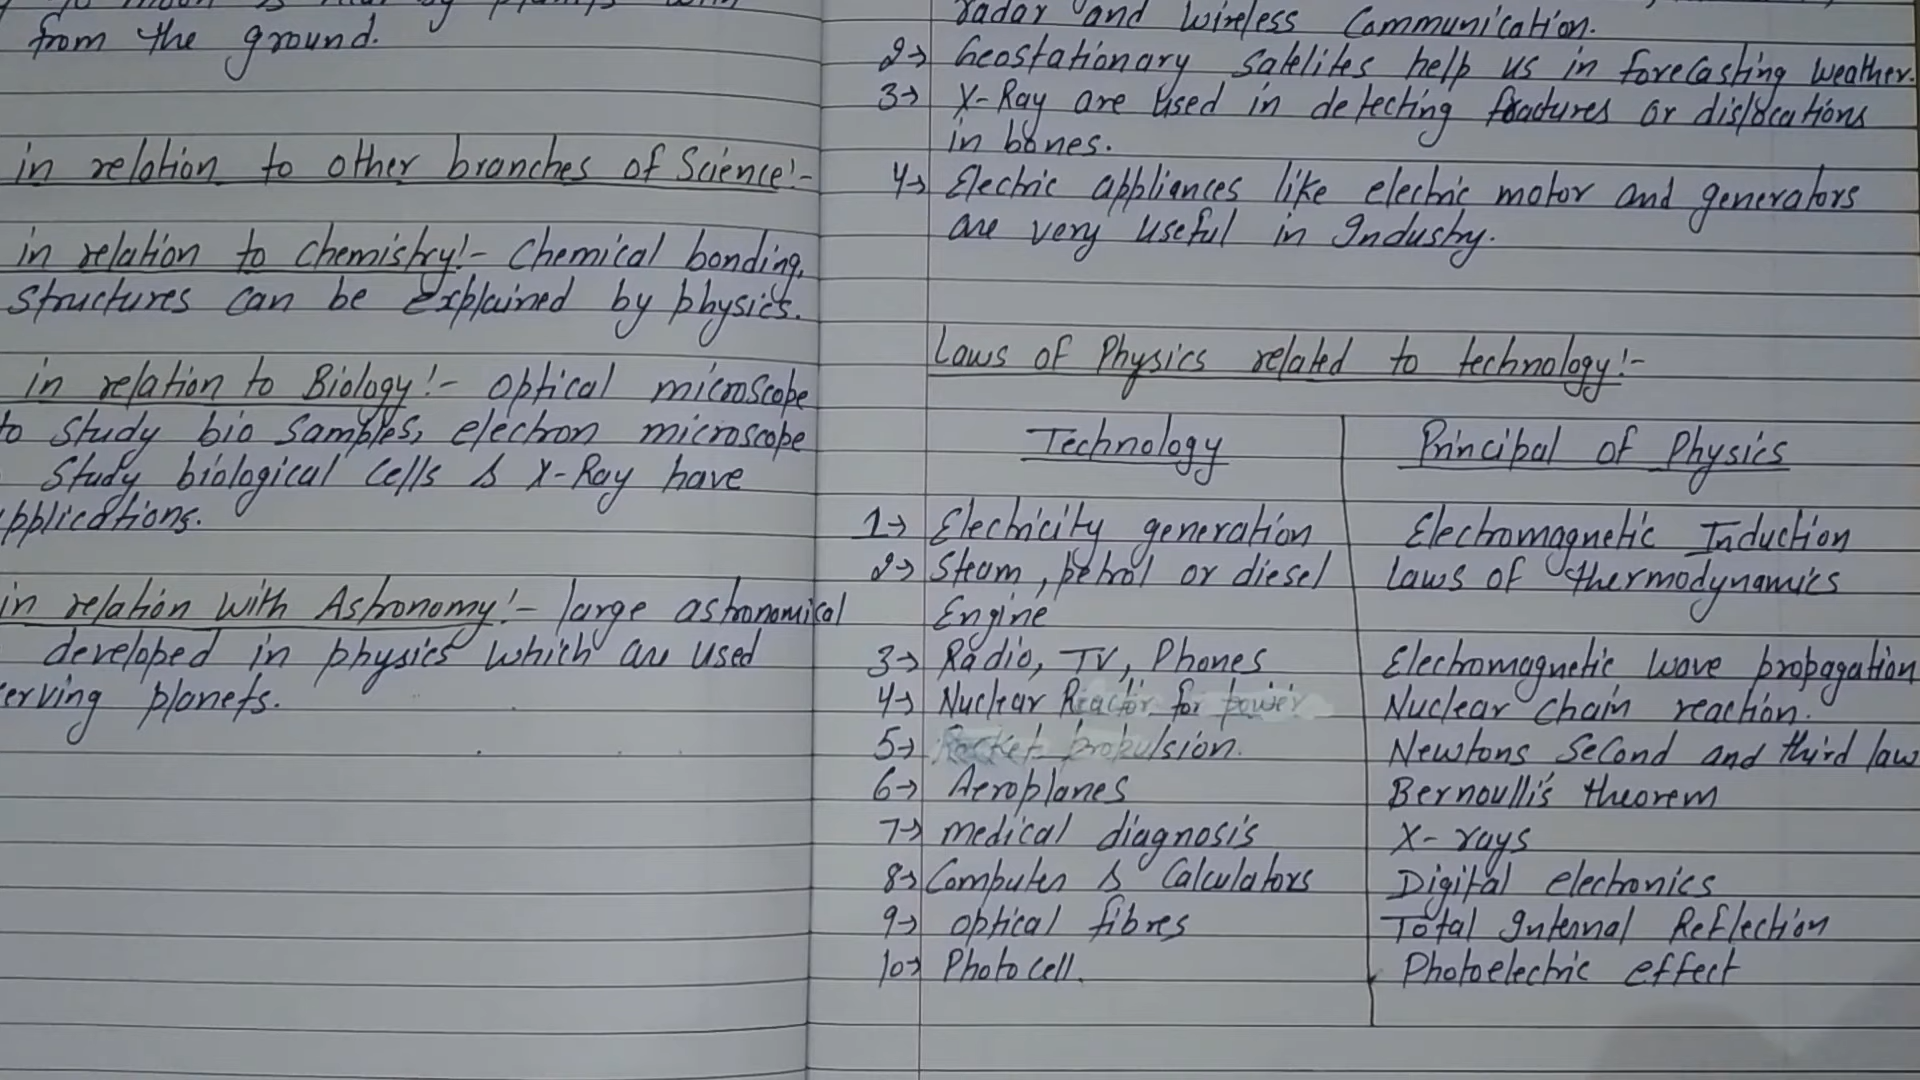 from the ground.
in relation to other branches of Science:-
in relation to chemistry:- Chemical bonding,
structures can be explained by physics.
in relation to Biology:- optical microscope
to study bio samples, electron microscope
study biological cells & X-Ray have
pplications.
in relation with Astronomy:- large astronomical
developed in physics which are used
erving planets.
radar and wireless Communication.
2→ Geostationary satelites help us in forecasting weather.
3→ X-Ray are used in detecting fractures or dislocations
in bones.
4→ Electric appliances like electric motor and generators
are very useful in Industry.
Laws of Physics related to technology:-
Technology Principal of Physics
1→ Electricity generation Electromagnetic Induction
2→ Steam, petrol or diesel Laws of thermodynamics
Engine
3→ Radio, TV, Phones Electromagnetic wave propagation
4→ Nuclear Reactor for power Nuclear chain reaction.
5→ Rocket propulsion. Newtons Second and third law
6→ Aeroplanes Bernoulli's theorem
7→ medical diagnosis X-rays
8→ Computer & Calculators Digital electronics
9→ optical fibres Total Internal Reflection
10→ Photo cell. Photoelectric effect